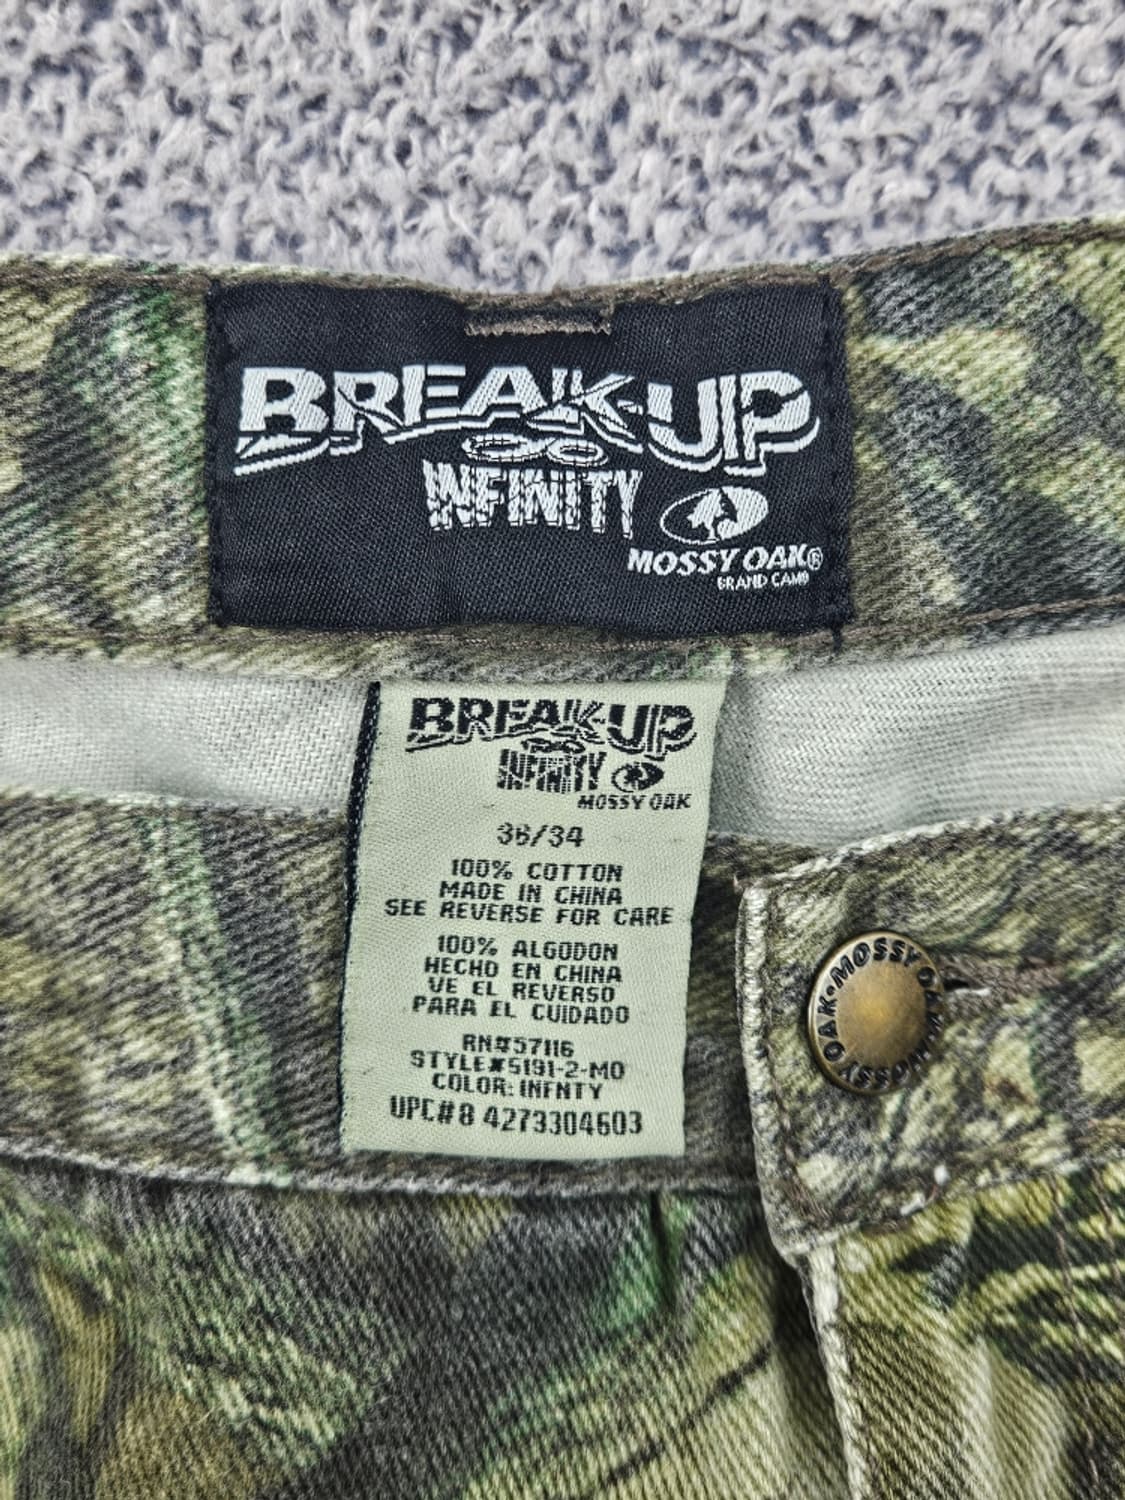 BREAK-UP
INFINITY
MOSSY OAK®
BRAND CAMO
BREAK-UP
INFINITY
MOSSY OAK
36/34
100% COTTON
MADE IN CHINA
SEE REVERSE FOR CARE
100% ALGODON
HECHO EN CHINA
VE EL REVERSO
PARA EL CUIDADO
RN#57116
STYLE#5191-2-MO
COLOR: INFNTY
UPC#8 4273304603
MOSSY OAK•MOSSY OAK•